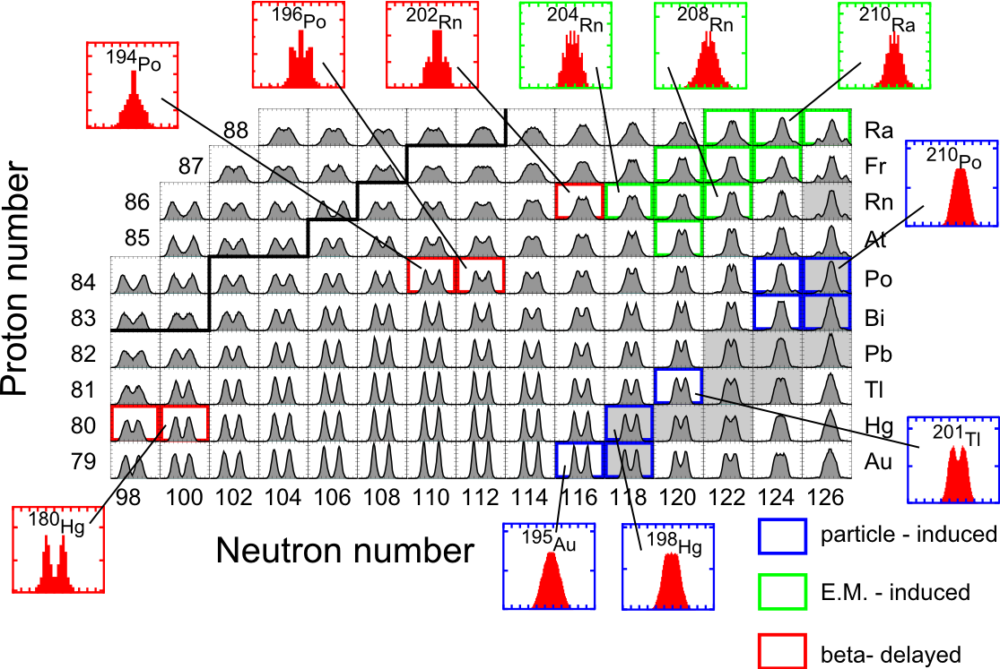 196Po
202Rn
204Rn
208Rn
210Ra
194Po
88
Ra
87
Fr
210Po
86
Rn
85
At
84
Po
83
Bi
82
Pb
81
Tl
80
Hg
201Tl
79
Au
98 100 102 104 106 108 110 112 114 116 118 120 122 124 126
Proton number
Neutron number
180Hg
195Au
198Hg
particle - induced
E.M. - induced
beta- delayed